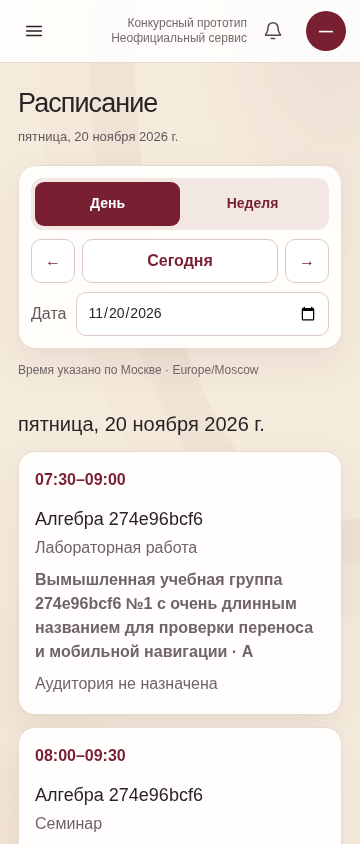 Конкурсный прототип
Неофициальный сервис
—
Расписание
пятница, 20 ноября 2026 г.
День
Неделя
←
Сегодня
→
Дата
11/20/2026
Время указано по Москве · Europe/Moscow
пятница, 20 ноября 2026 г.
07:30–09:00
Алгебра 274e96bcf6
Лабораторная работа
Вымышленная учебная группа
274e96bcf6 №1 с очень длинным
названием для проверки переноса
и мобильной навигации · А
Аудитория не назначена
08:00–09:30
Алгебра 274e96bcf6
Семинар